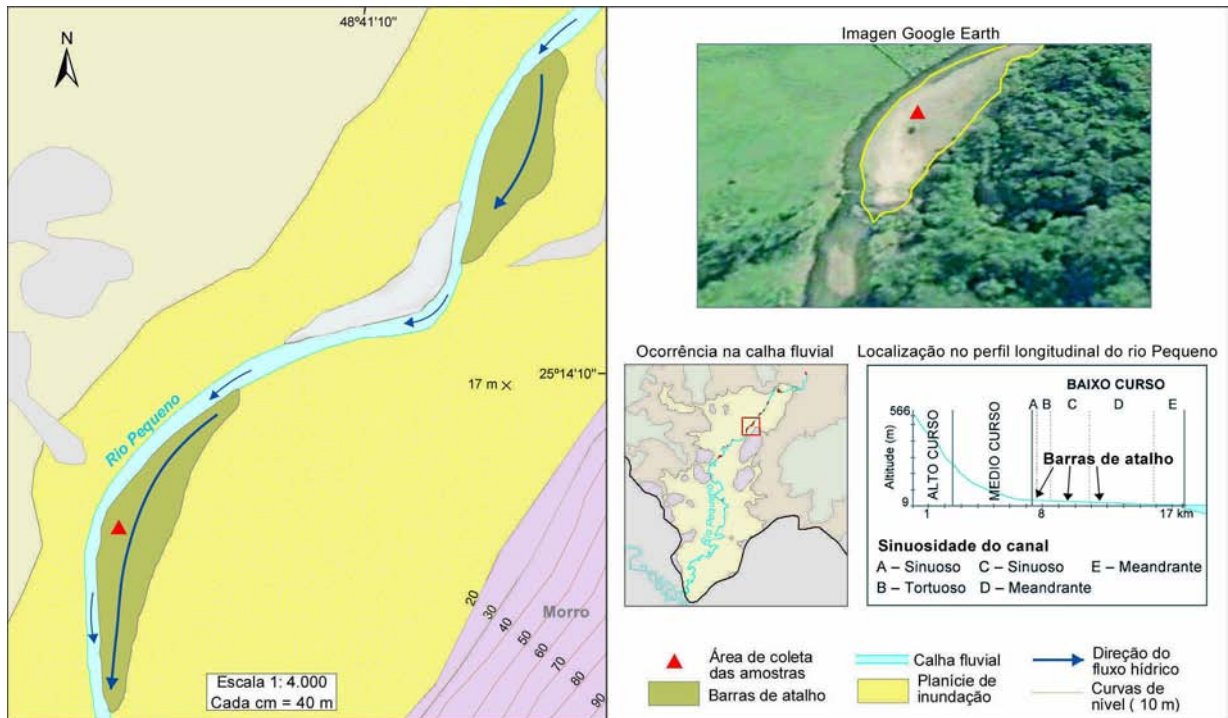 48º41'10"
N
25º14'10"
17 m
Rio Pequeno
Morro
20
30
40
50
60
70
80
90
Escala 1: 4.000
Cada cm = 40 m
Imagen Google Earth
Ocorrência na calha fluvial
Rio Pequeno
Localização no perfil longitudinal do rio Pequeno
BAIXO CURSO
A B C D E
566
Altitude (m)
ALTO CURSO
MEDIO CURSO
Barras de atalho
9
1 8 17 km
Sinuosidade do canal
A – Sinuoso C – Sinuoso E – Meandrante
B – Tortuoso D – Meandrante
Área de coleta
das amostras
Barras de atalho
Calha fluvial
Planície de
inundação
Direção do
fluxo hídrico
Curvas de
nível ( 10 m)